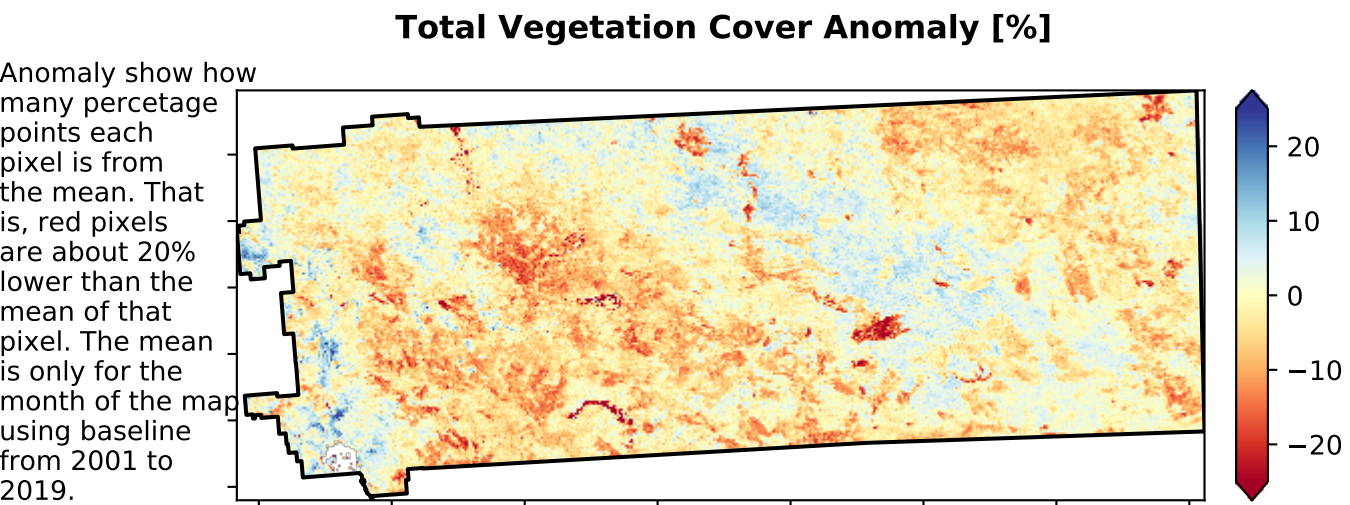 Total Vegetation Cover Anomaly [%]
Anomaly show how
many percetage
points each
pixel is from
the mean. That
is, red pixels
are about 20%
lower than the
mean of that
pixel. The mean
is only for the
month of the map
using baseline
from 2001 to
2019.
20
10
0
−10
−20